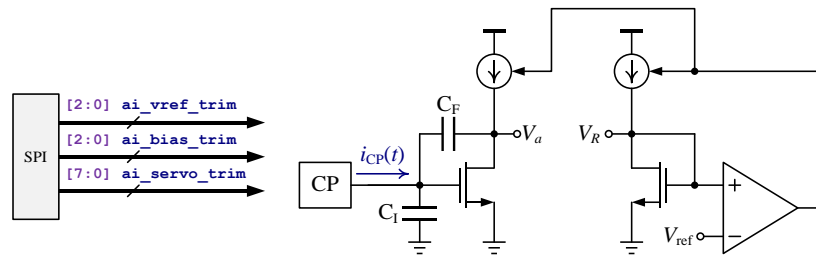 [2:0] ai_vref_trim
[2:0] ai_bias_trim
[7:0] ai_servo_trim
SPI
CP
iCP(t)
CF
CI
Va
VR
Vref
+
−